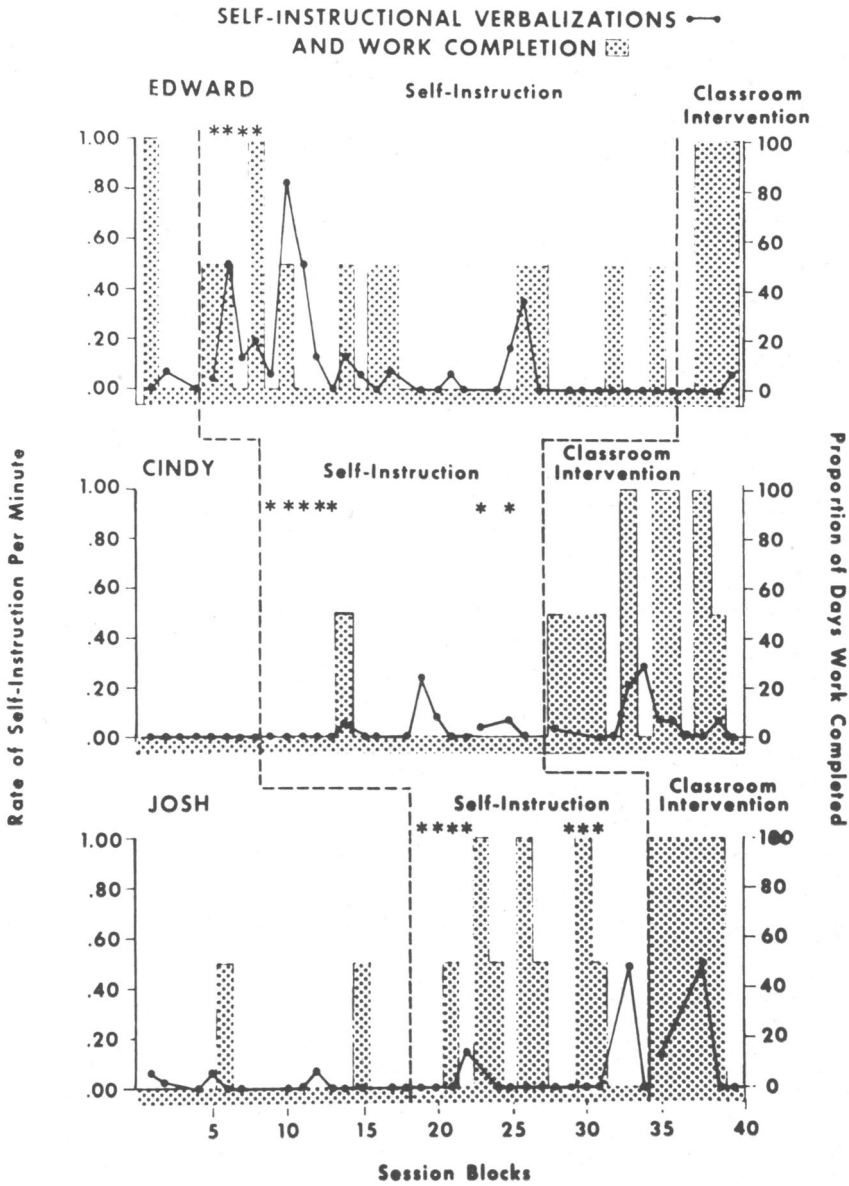 SELF-INSTRUCTIONAL VERBALIZATIONS
AND WORK COMPLETION
EDWARD Self-Instruction Classroom
Intervention
****
1.00 100
.80 80
.60 60
.40 40
.20 20
.00 0
CINDY Self-Instruction Classroom
Intervention
***** * *
1.00 100
.80 80
.60 60
.40 40
.20 20
.00 0
JOSH Self-Instruction Classroom
Intervention
**** ***
1.00 100
.80 80
.60 60
.40 40
.20 20
.00 0
5 10 15 20 25 30 35 40
Session Blocks
Rate of Self-Instruction Per Minute
Proportion of Days Work Completed